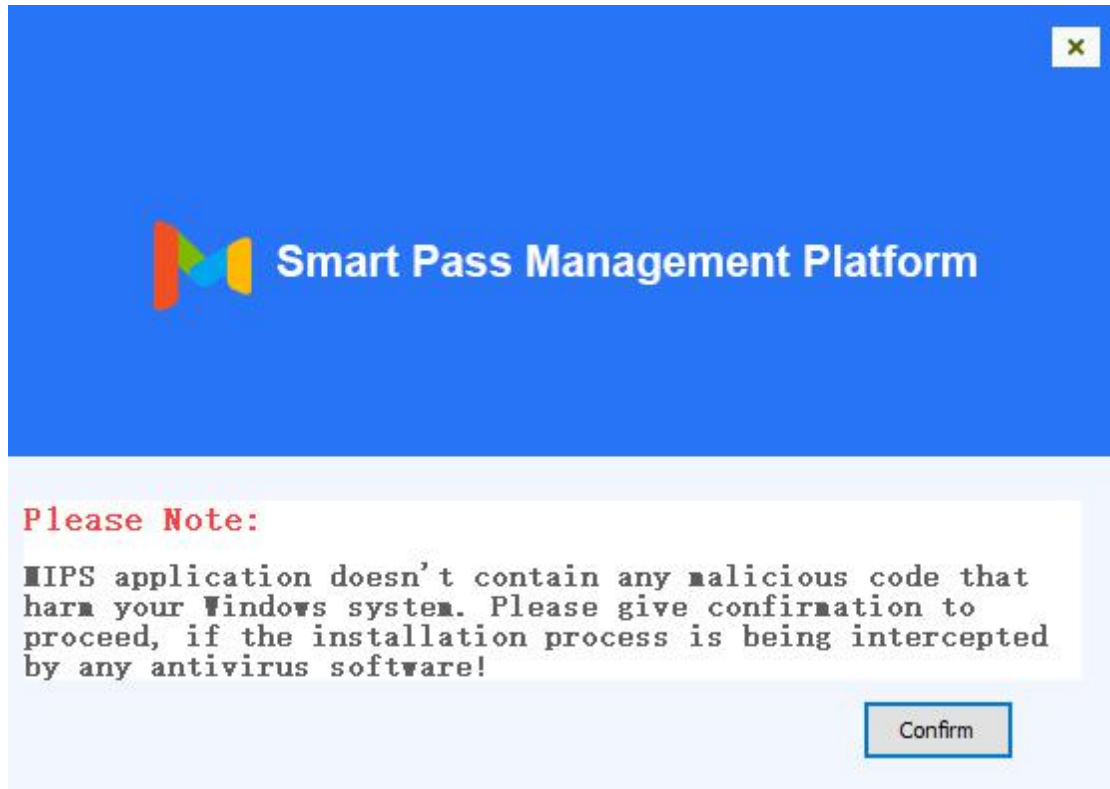 Smart Pass Management Platform
Please Note:
MIPS application doesn't contain any malicious code that
harm your Windows system. Please give confirmation to
proceed, if the installation process is being intercepted
by any antivirus software!
Confirm